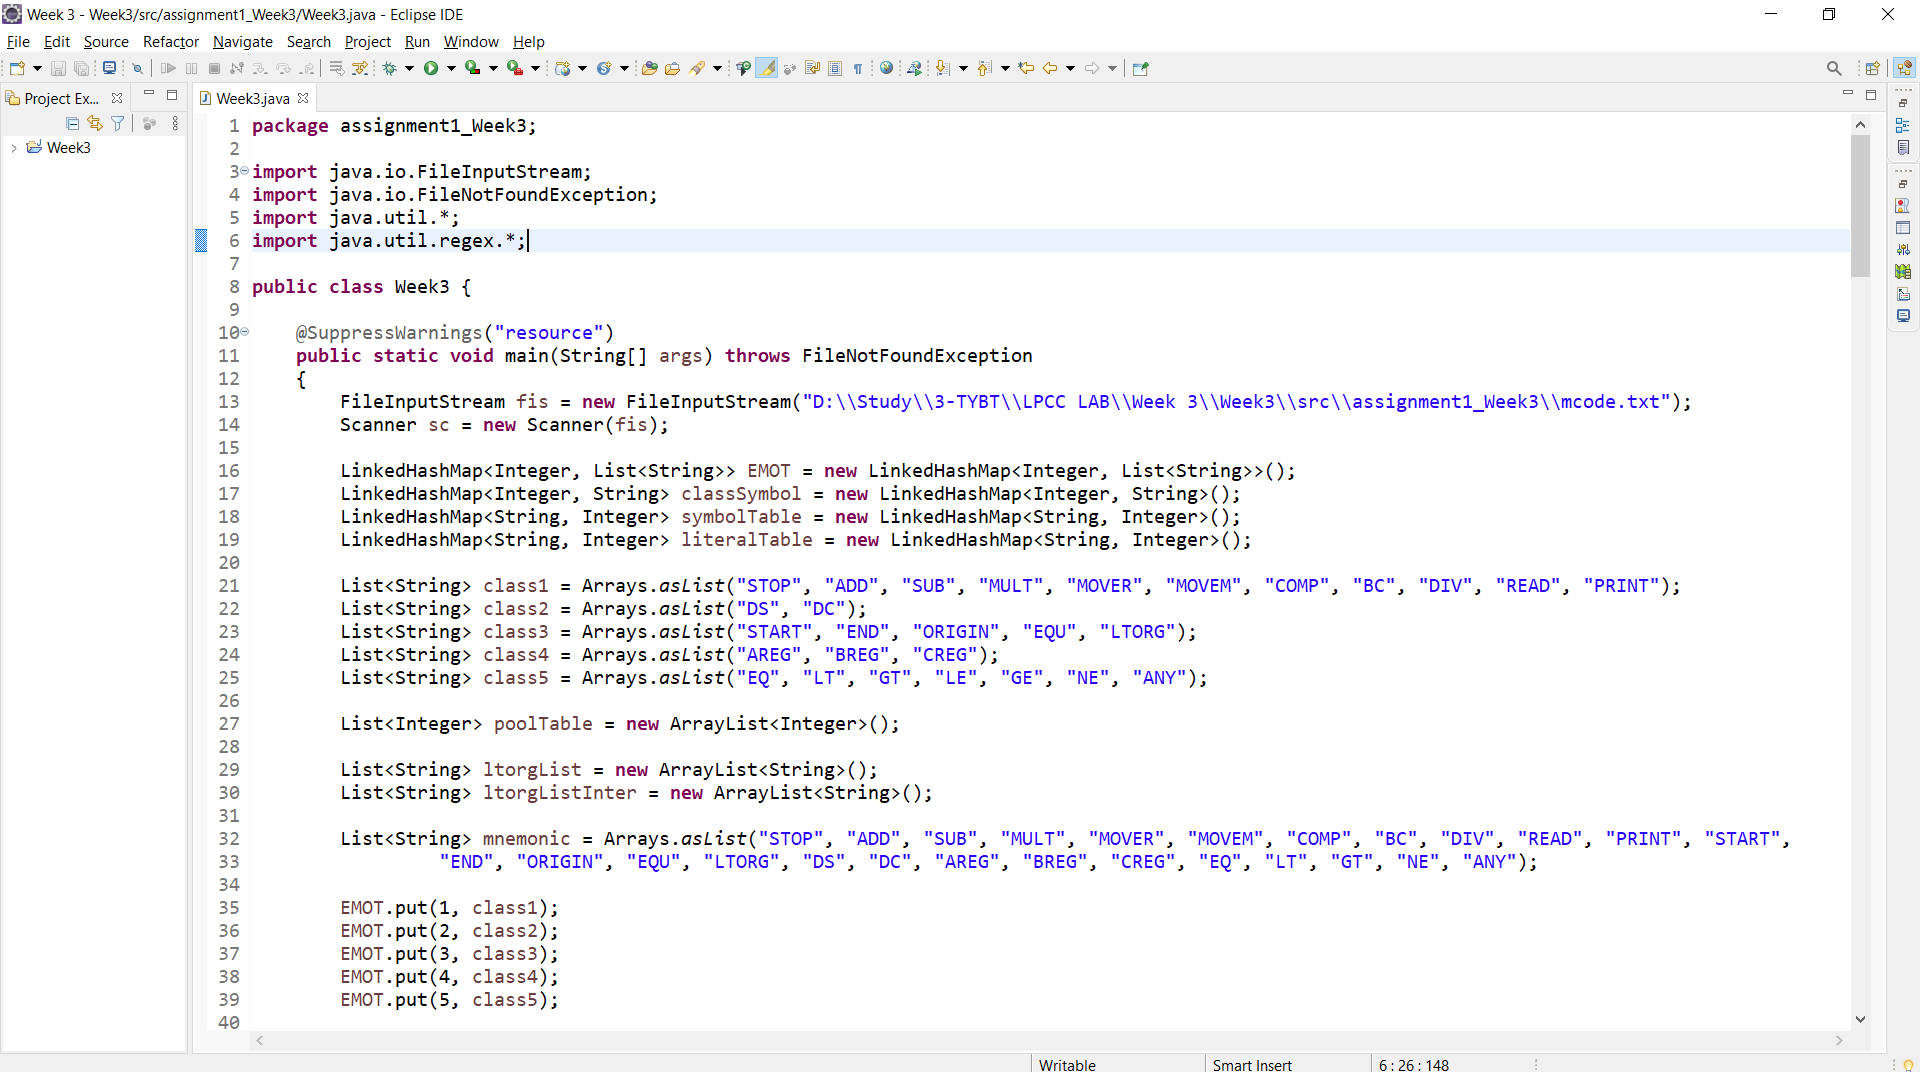 Week 3 - Week3/src/assignment1_Week3/Week3.java - Eclipse IDE
File Edit Source Refactor Navigate Search Project Run Window Help
Project Ex...
Week3.java
Week3
1 package assignment1_Week3;
2
3 import java.io.FileInputStream;
4 import java.io.FileNotFoundException;
5 import java.util.*;
6 import java.util.regex.*;
7
8 public class Week3 {
9
10 @SuppressWarnings("resource")
11 public static void main(String[] args) throws FileNotFoundException
12 {
13 FileInputStream fis = new FileInputStream("D:\\Study\\3-TYBT\\LPCC LAB\\Week 3\\Week3\\src\\assignment1_Week3\\mcode.txt");
14 Scanner sc = new Scanner(fis);
15
16 LinkedHashMap<Integer, List<String>> EMOT = new LinkedHashMap<Integer, List<String>>();
17 LinkedHashMap<Integer, String> classSymbol = new LinkedHashMap<Integer, String>();
18 LinkedHashMap<String, Integer> symbolTable = new LinkedHashMap<String, Integer>();
19 LinkedHashMap<String, Integer> literalTable = new LinkedHashMap<String, Integer>();
20
21 List<String> class1 = Arrays.asList("STOP", "ADD", "SUB", "MULT", "MOVER", "MOVEM", "COMP", "BC", "DIV", "READ", "PRINT");
22 List<String> class2 = Arrays.asList("DS", "DC");
23 List<String> class3 = Arrays.asList("START", "END", "ORIGIN", "EQU", "LTORG");
24 List<String> class4 = Arrays.asList("AREG", "BREG", "CREG");
25 List<String> class5 = Arrays.asList("EQ", "LT", "GT", "LE", "GE", "NE", "ANY");
26
27 List<Integer> poolTable = new ArrayList<Integer>();
28
29 List<String> ltorgList = new ArrayList<String>();
30 List<String> ltorgListInter = new ArrayList<String>();
31
32 List<String> mnemonic = Arrays.asList("STOP", "ADD", "SUB", "MULT", "MOVER", "MOVEM", "COMP", "BC", "DIV", "READ", "PRINT", "START",
33 "END", "ORIGIN", "EQU", "LTORG", "DS", "DC", "AREG", "BREG", "CREG", "EQ", "LT", "GT", "NE", "ANY");
34
35 EMOT.put(1, class1);
36 EMOT.put(2, class2);
37 EMOT.put(3, class3);
38 EMOT.put(4, class4);
39 EMOT.put(5, class5);
40
Writable Smart Insert 6 : 26 : 148